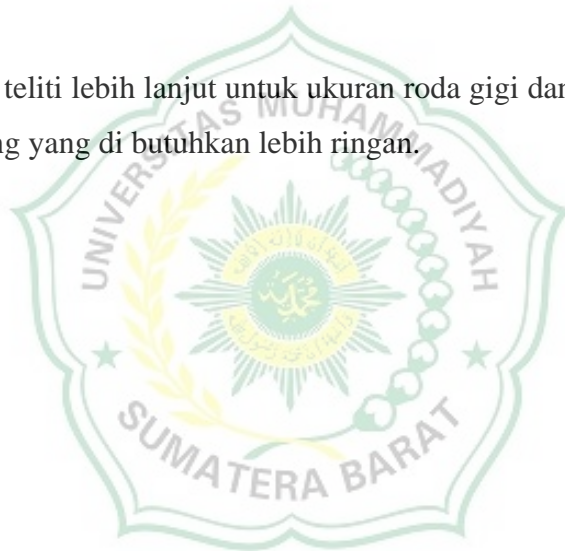 teliti lebih lanjut untuk ukuran roda gigi dan
ng yang di butuhkan lebih ringan.
UNIVERSITAS MUHAMMADIYAH
SUMATERA BARAT